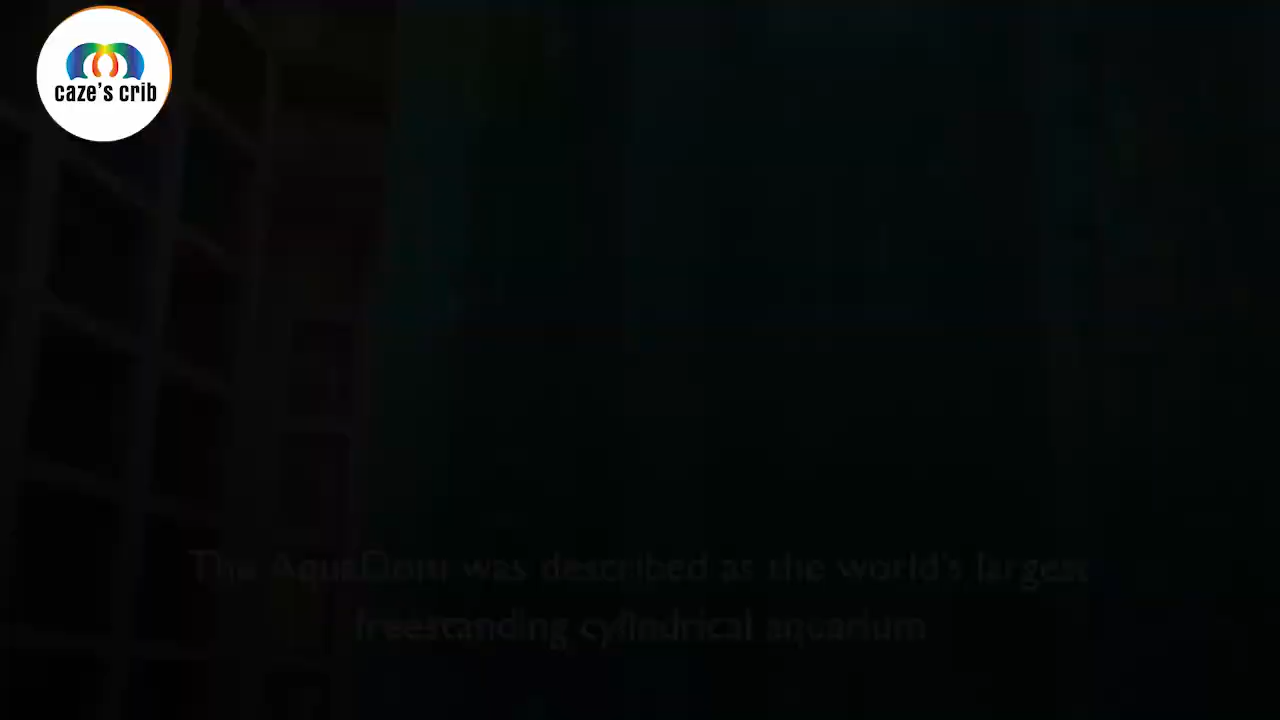 caze's crib
The AquaDom was described as the world's largest
freestanding cylindrical aquarium